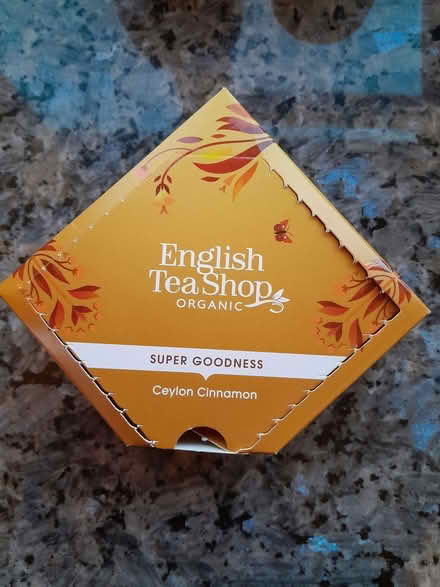 English
Tea Shop
ORGANIC
SUPER GOODNESS
Ceylon Cinnamon